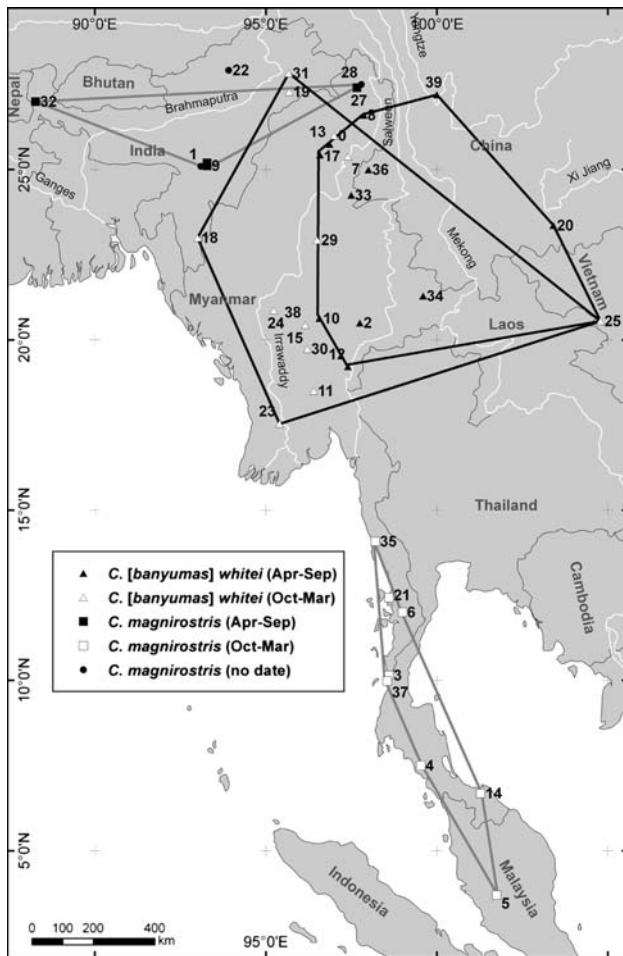 90°0'E
95°0'E
100°0'E
Yangtze
Nepal
Bhutan
22
31
28
39
32
Brahmaputra
19
27
8
Salween
13
0
China
1
India
17
25°0'N
9
7
36
Xi Jiang
Ganges
33
20
18
29
Mekong
Vietnam
Myanmar
38
34
10
2
25
24
Laos
20°0'N
15
Irrawaddy
30
12
11
23
Thailand
15°0'N
35
C. [banyumas] whitei (Apr-Sep)
21
C. [banyumas] whitei (Oct-Mar)
6
Cambodia
C. magnirostris (Apr-Sep)
C. magnirostris (Oct-Mar)
3
10°0'N
C. magnirostris (no date)
37
4
14
5°0'N
Malaysia
Indonesia
5
0 100 200 400
km
95°0'E
100°0'E